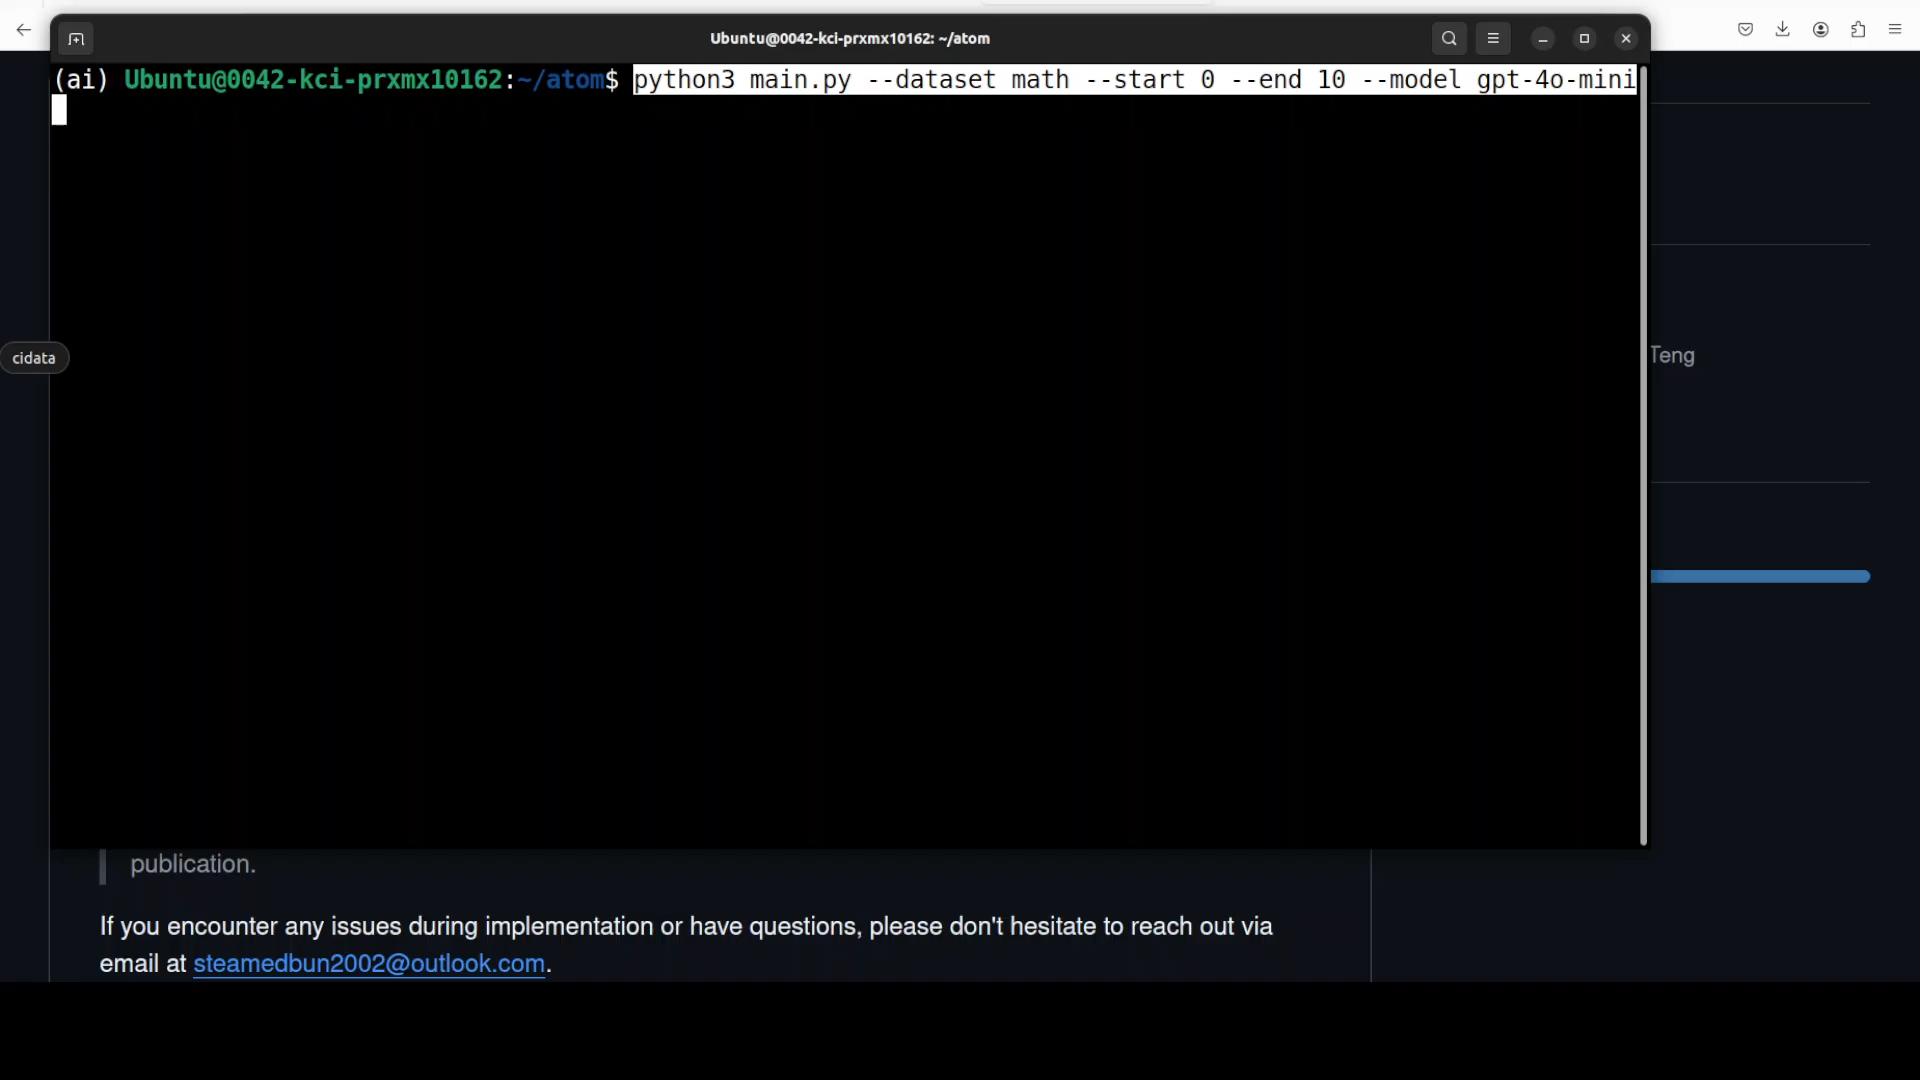 Ubuntu@0042-kci-prxmx10162: ~/atom
(ai) Ubuntu@0042-kci-prxmx10162:~/atom$ python3 main.py --dataset math --start 0 --end 10 --model gpt-4o-mini
cidata
Teng
publication.
If you encounter any issues during implementation or have questions, please don't hesitate to reach out via
email at steamedbun2002@outlook.com.